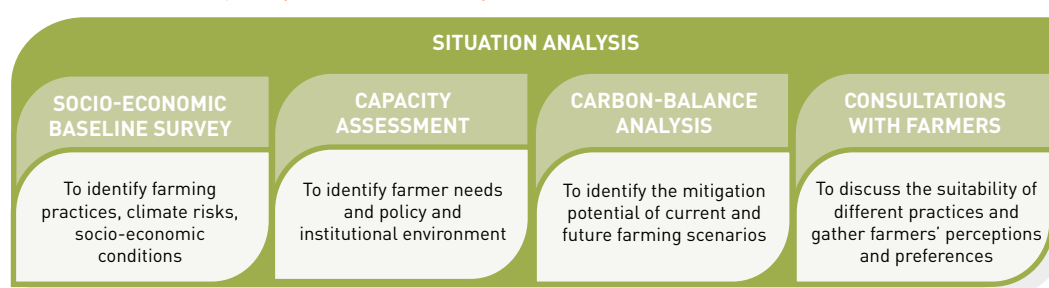 SITUATION ANALYSIS
SOCIO-ECONOMIC
BASELINE SURVEY
To identify farming
practices, climate risks,
socio-economic
conditions
CAPACITY
ASSESSMENT
To identify farmer needs
and policy and
institutional environment
CARBON-BALANCE
ANALYSIS
To identify the mitigation
potential of current and
future farming scenarios
CONSULTATIONS
WITH FARMERS
To discuss the suitability of
different practices and
gather farmers’ perceptions
and preferences